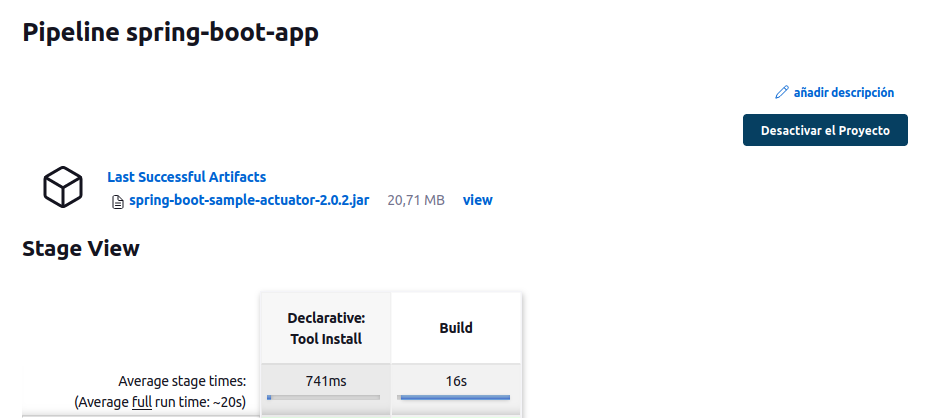 Pipeline spring-boot-app
añadir descripción
Desactivar el Proyecto
Last Successful Artifacts
spring-boot-sample-actuator-2.0.2.jar 20,71 MB view
Stage View
Declarative:
Tool Install
Build
Average stage times:
741ms 16s
(Average full run time: ~20s)